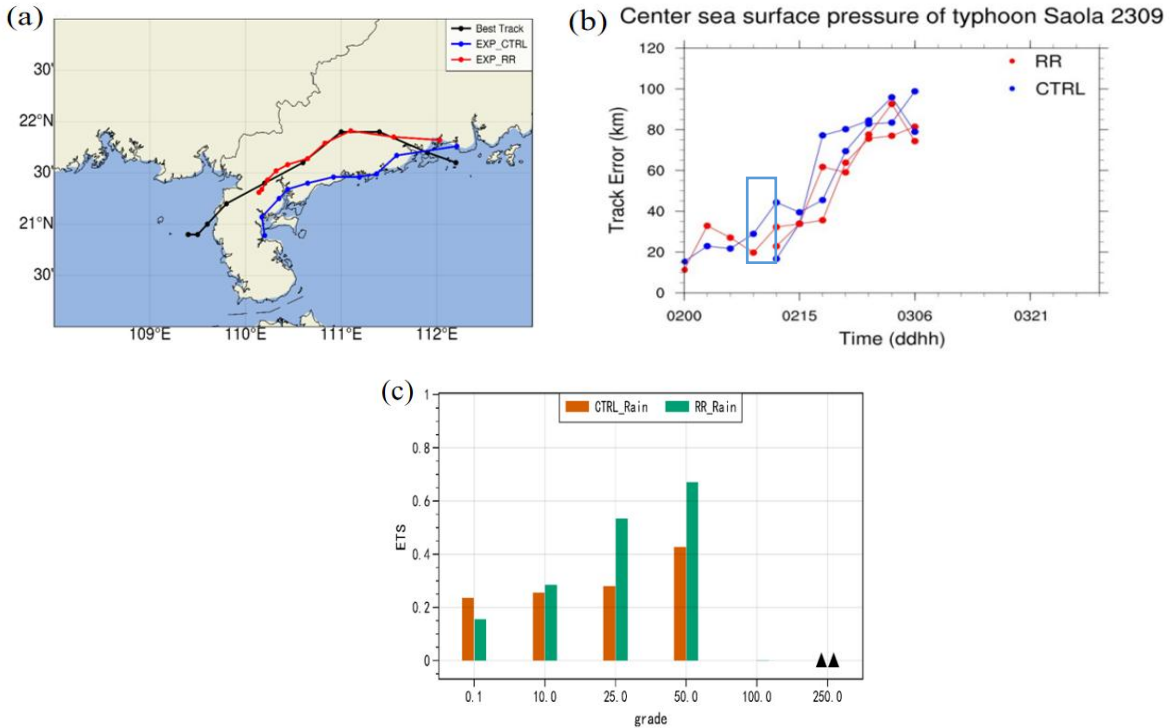 (a)
Best Track
EXP_CTRL
EXP_RR
30'
22°N
30'
21°N
30'
109°E 110°E 111°E 112°E
(b)
Center sea surface pressure of typhoon Saola 2309
Track Error (km)
120
100
80
60
40
20
0
RR
CTRL
0200 0215 0306 0321
Time (ddhh)
(c)
CTRL_Rain RR_Rain
ETS
1
0.8
0.6
0.4
0.2
0
0.1 10.0 25.0 50.0 100.0 250.0
grade